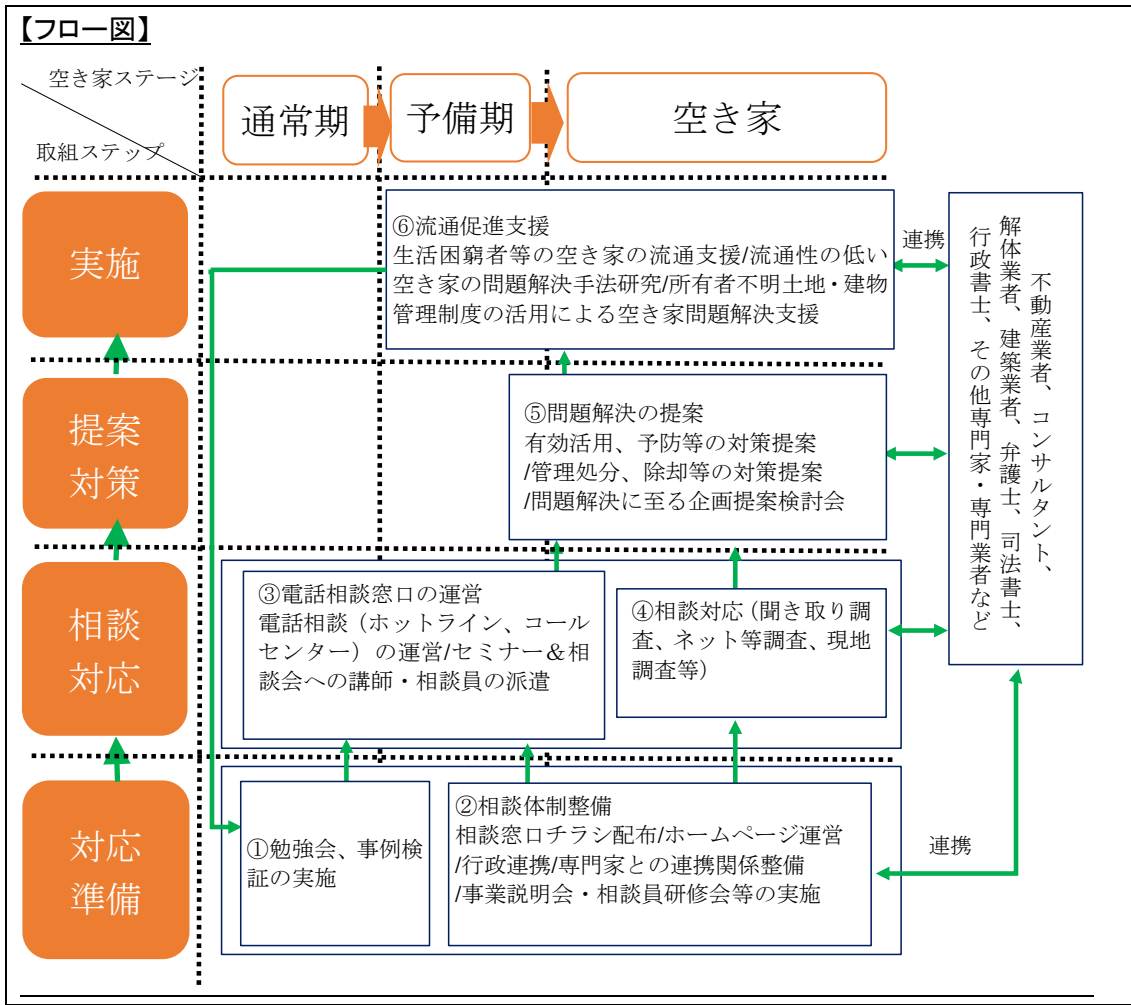 【フロー図】
空き家ステージ
取組ステップ
通常期
予備期
空き家
実施
⑥流通促進支援
生活困窮者等の空き家の流通支援/流通性の低い
空き家の問題解決手法研究/所有者不明土地・建物
管理制度の活用による空き家問題解決支援
連携
不動産業者、コンサルタント、
解体業者、建築業者、弁護士、司法書士、
行政書士、その他専門家・専門業者など
提案
対策
⑤問題解決の提案
有効活用、予防等の対策提案
/管理処分、除却等の対策提案
/問題解決に至る企画提案検討会
相談
対応
③電話相談窓口の運営
電話相談（ホットライン、コール
センター）の運営/セミナー＆相
談会への講師・相談員の派遣
④相談対応（聞き取り調
査、ネット等調査、現地
調査等）
対応
準備
①勉強会、事例検
証の実施
②相談体制整備
相談窓口チラシ配布/ホームページ運営
/行政連携/専門家との連携関係整備
/事業説明会・相談員研修会等の実施
連携